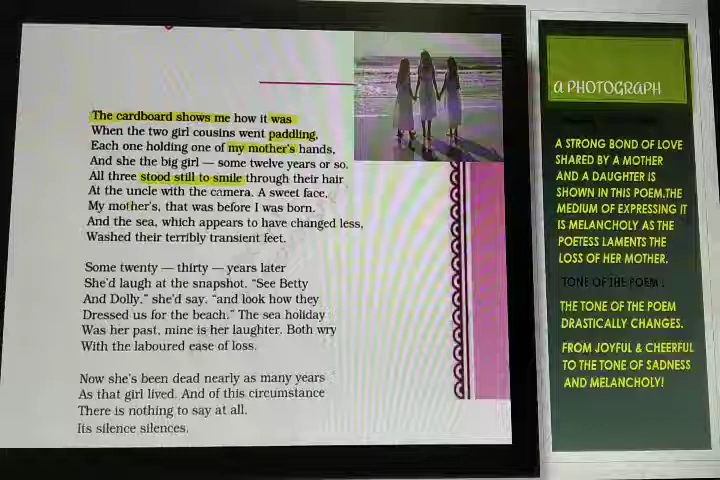 The cardboard shows me how it was
When the two girl cousins went paddling,
Each one holding one of my mother's hands,
And she the big girl — some twelve years or so.
All three stood still to smile through their hair
At the uncle with the camera. A sweet face,
My mother's, that was before I was born.
And the sea, which appears to have changed less,
Washed their terribly transient feet.
Some twenty — thirty — years later
She'd laugh at the snapshot. "See Betty
And Dolly," she'd say, "and look how they
Dressed us for the beach." The sea holiday
Was her past, mine is her laughter. Both wry
With the laboured ease of loss.
Now she's been dead nearly as many years
As that girl lived. And of this circumstance
There is nothing to say at all.
Its silence silences.
A PHOTOGRAPH
A STRONG BOND OF LOVE
SHARED BY A MOTHER
AND A DAUGHTER IS
SHOWN IN THIS POEM.THE
MEDIUM OF EXPRESSING IT
IS MELANCHOLY AS THE
POETESS LAMENTS THE
LOSS OF HER MOTHER.
TONE OF THE POEM :
THE TONE OF THE POEM
DRASTICALLY CHANGES.
FROM JOYFUL & CHEERFUL
TO THE TONE OF SADNESS
AND MELANCHOLY!